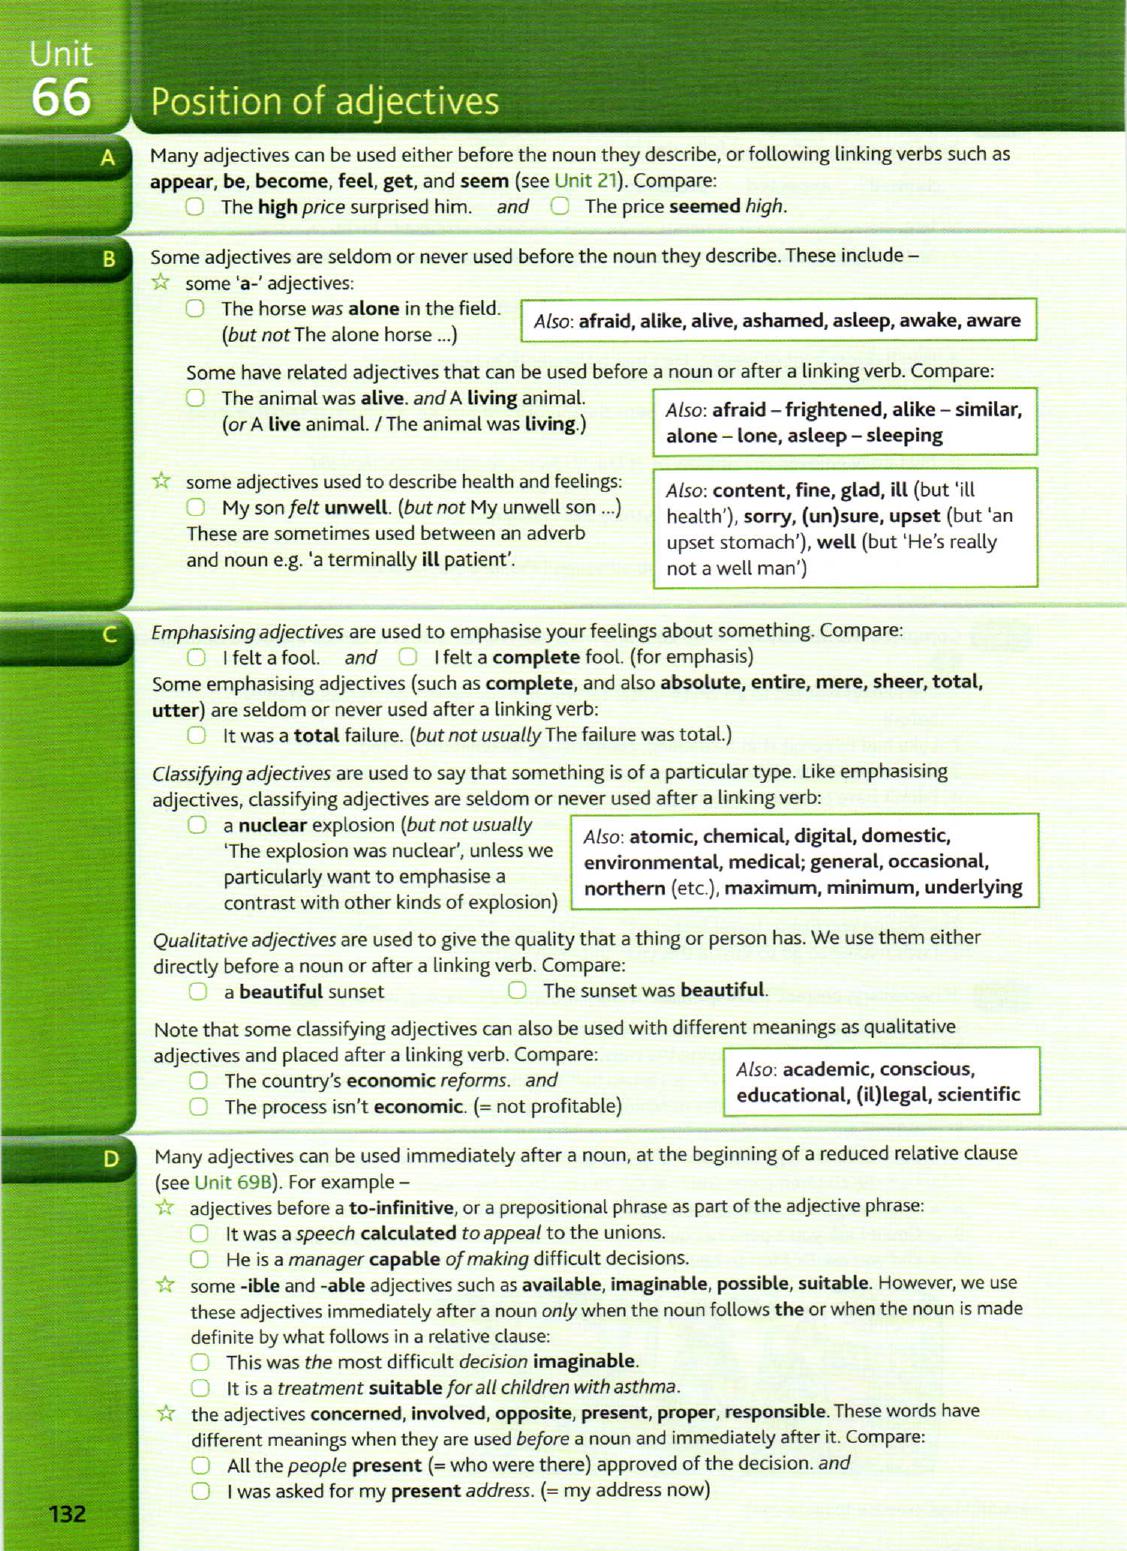 Unit
66
Position of adjectives
A
Many adjectives can be used either before the noun they describe, or following linking verbs such as
appear, be, become, feel, get, and seem (see Unit 21). Compare:
The high price surprised him. and The price seemed high.
B
Some adjectives are seldom or never used before the noun they describe. These include –
☆ some 'a-' adjectives:
The horse was alone in the field.
(but not The alone horse ...)
Also: afraid, alike, alive, ashamed, asleep, awake, aware
Some have related adjectives that can be used before a noun or after a linking verb. Compare:
The animal was alive. and A living animal.
(or A live animal. / The animal was living.)
Also: afraid – frightened, alike – similar,
alone – lone, asleep – sleeping
☆ some adjectives used to describe health and feelings:
My son felt unwell. (but not My unwell son ...)
These are sometimes used between an adverb
and noun e.g. 'a terminally ill patient'.
Also: content, fine, glad, ill (but 'ill
health'), sorry, (un)sure, upset (but 'an
upset stomach'), well (but 'He's really
not a well man')
C
Emphasising adjectives are used to emphasise your feelings about something. Compare:
I felt a fool. and I felt a complete fool. (for emphasis)
Some emphasising adjectives (such as complete, and also absolute, entire, mere, sheer, total,
utter) are seldom or never used after a linking verb:
It was a total failure. (but not usually The failure was total.)
Classifying adjectives are used to say that something is of a particular type. Like emphasising
adjectives, classifying adjectives are seldom or never used after a linking verb:
a nuclear explosion (but not usually
'The explosion was nuclear', unless we
particularly want to emphasise a
contrast with other kinds of explosion)
Also: atomic, chemical, digital, domestic,
environmental, medical; general, occasional,
northern (etc.), maximum, minimum, underlying
Qualitative adjectives are used to give the quality that a thing or person has. We use them either
directly before a noun or after a linking verb. Compare:
a beautiful sunset The sunset was beautiful.
Note that some classifying adjectives can also be used with different meanings as qualitative
adjectives and placed after a linking verb. Compare:
The country's economic reforms. and
The process isn't economic. (= not profitable)
Also: academic, conscious,
educational, (il)legal, scientific
D
Many adjectives can be used immediately after a noun, at the beginning of a reduced relative clause
(see Unit 69B). For example –
☆ adjectives before a to-infinitive, or a prepositional phrase as part of the adjective phrase:
It was a speech calculated to appeal to the unions.
He is a manager capable of making difficult decisions.
☆ some -ible and -able adjectives such as available, imaginable, possible, suitable. However, we use
these adjectives immediately after a noun only when the noun follows the or when the noun is made
definite by what follows in a relative clause:
This was the most difficult decision imaginable.
It is a treatment suitable for all children with asthma.
☆ the adjectives concerned, involved, opposite, present, proper, responsible. These words have
different meanings when they are used before a noun and immediately after it. Compare:
All the people present (= who were there) approved of the decision. and
I was asked for my present address. (= my address now)
132